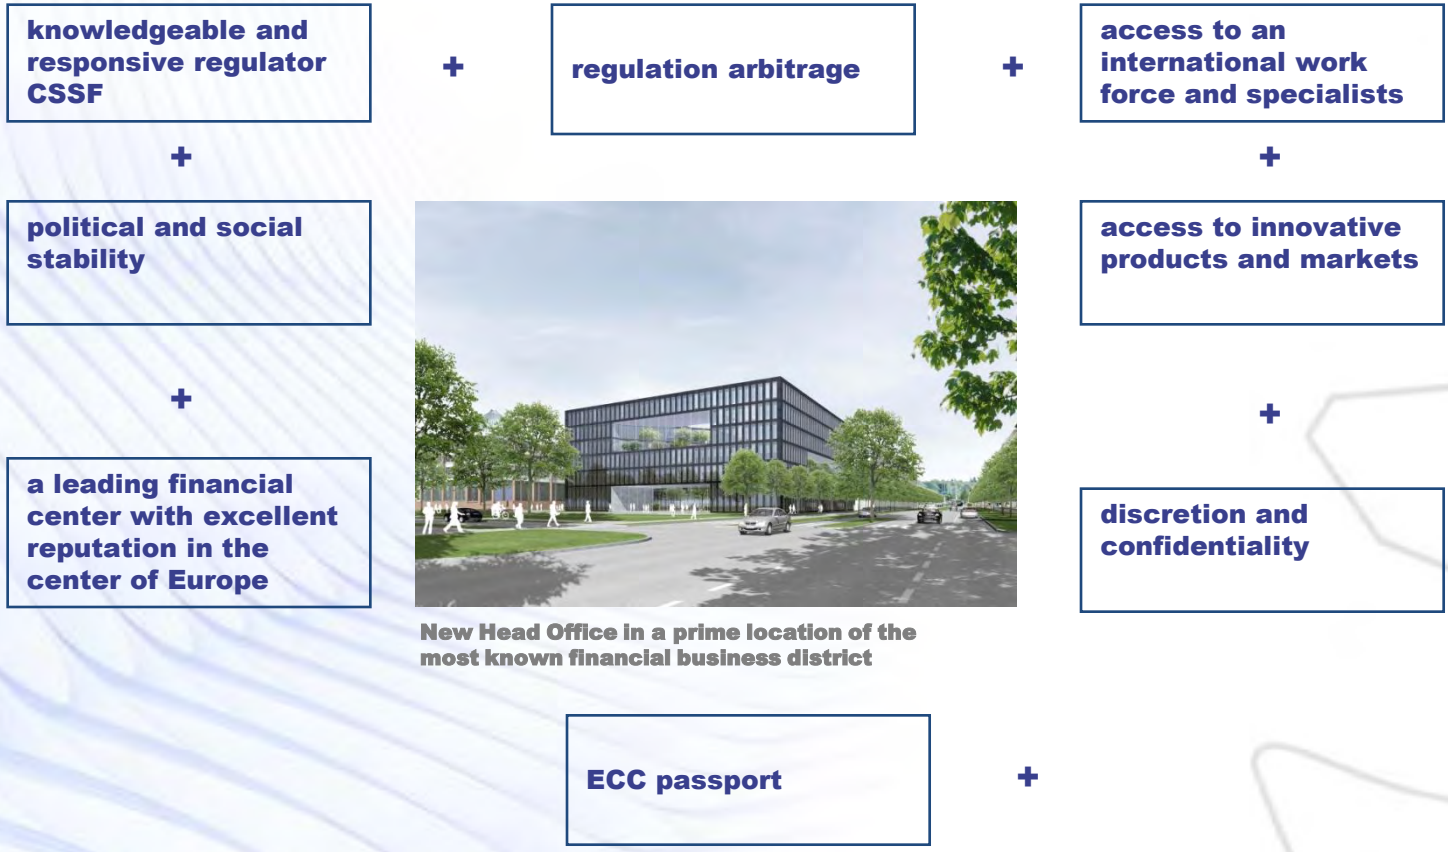 knowledgeable and
responsive regulator
CSSF
+
regulation arbitrage
+
access to an
international work
force and specialists
+
+
political and social
stability
access to innovative
products and markets
+
+
a leading financial
center with excellent
reputation in the
center of Europe
discretion and
confidentiality
New Head Office in a prime location of the
most known financial business district
ECC passport
+